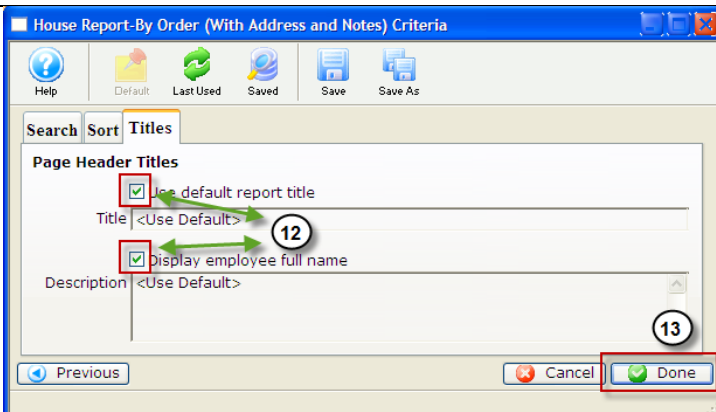 House Report-By Order (With Address and Notes) Criteria
Help Default Last Used Saved Save Save As
Search Sort Titles
Page Header Titles
Use default report title
Title <Use Default>
12
Display employee full name
Description <Use Default>
13
Previous Cancel Done